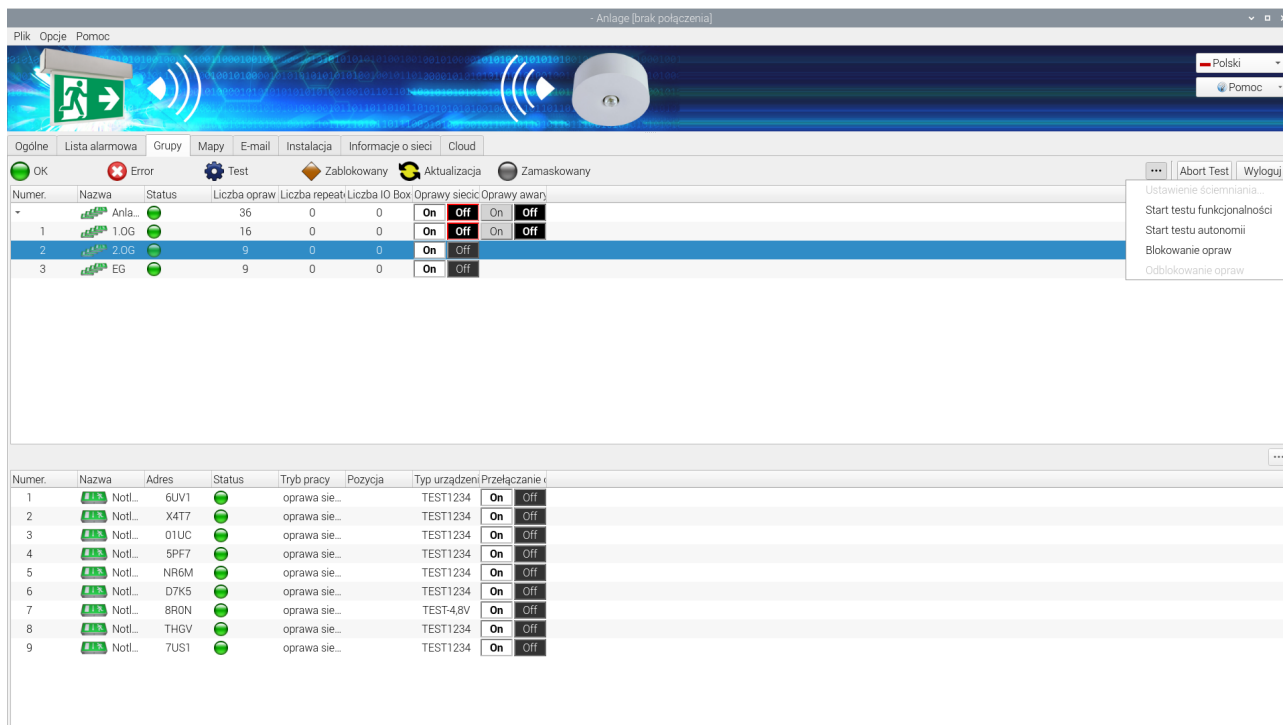 - Anlage [brak połączenia]
Plik Opcje Pomoc
Polski
Pomoc
Ogólne Lista alarmowa Grupy Mapy E-mail Instalacja Informacje o sieci Cloud
OK Error Test Zablokowany Aktualizacja Zamaskowany ... Abort Test Wyloguj
Numer. Nazwa Status Liczba opraw Liczba repeat Liczba IO Box Oprawy siecic Oprawy awary
Ustawienie ściemniania...
Anla... 36 0 0 On Off On Off
Start testu funkcjonalności
1 1.OG 16 0 0 On Off On Off
Start testu autonomii
2 2.OG 9 0 0 On Off
Blokowanie opraw
3 EG 9 0 0 On Off
Odblokowanie opraw
...
Numer. Nazwa Adres Status Tryb pracy Pozycja Typ urządzeni Przełączanie
1 Notl... 6UV1 oprawa sie... TEST1234 On Off
2 Notl... X4T7 oprawa sie... TEST1234 On Off
3 Notl... 01UC oprawa sie... TEST1234 On Off
4 Notl... 5PF7 oprawa sie... TEST1234 On Off
5 Notl... NR6M oprawa sie... TEST1234 On Off
6 Notl... D7K5 oprawa sie... TEST1234 On Off
7 Notl... 8R0N oprawa sie... TEST-4,8V On Off
8 Notl... THGV oprawa sie... TEST1234 On Off
9 Notl... 7US1 oprawa sie... TEST1234 On Off